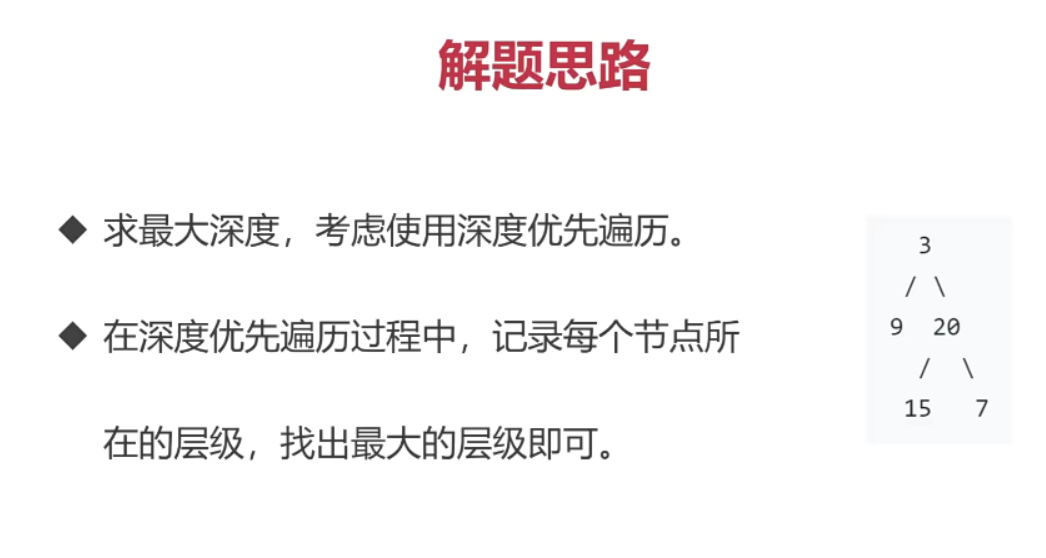 解题思路
◆ 求最大深度，考虑使用深度优先遍历。
◆ 在深度优先遍历过程中，记录每个节点所
在的层级，找出最大的层级即可。
3
/ \
9 20
/ \
15 7